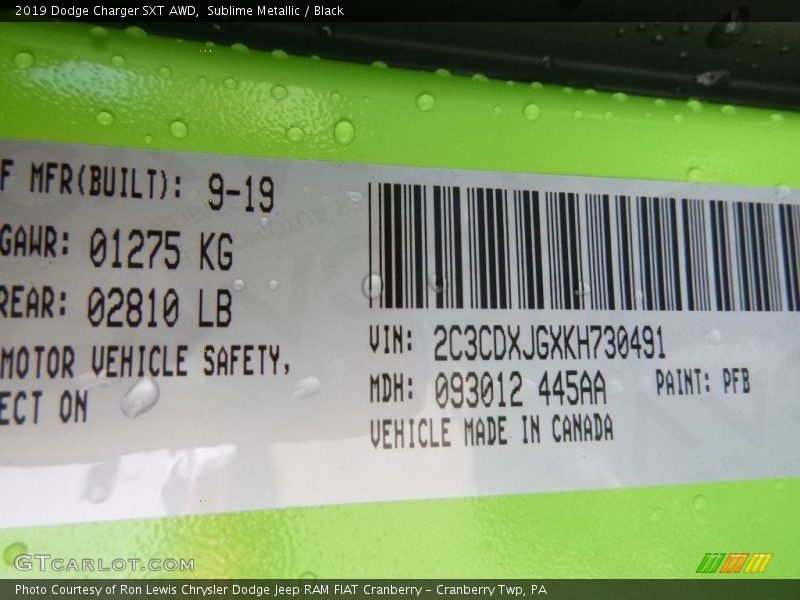 2019 Dodge Charger SXT AWD,  Sublime Metallic / Black
F MFR(BUILT): 9-19
GAWR: 01275 KG
REAR: 02810 LB
MOTOR VEHICLE SAFETY,
ECT ON
VIN: 2C3CDXJGXKH730491
MDH: 093012 445AA PAINT: PFB
VEHICLE MADE IN CANADA
GTCARLOT.COM
Photo Courtesy of Ron Lewis Chrysler Dodge Jeep RAM FIAT Cranberry – Cranberry Twp, PA